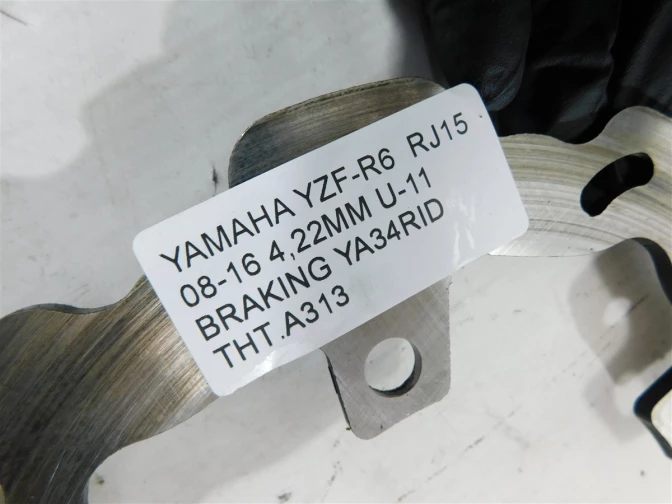 YAMAHA YZF-R6 RJ15
08-16 4,22MM U-11
BRAKING YA34RID
THT.A313